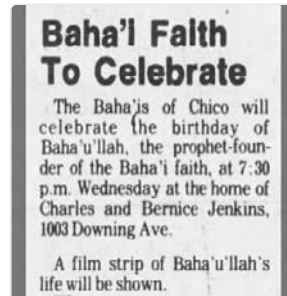 Baha'i Faith
To Celebrate
The Baha'is of Chico will
celebrate the birthday of
Baha'u'llah, the prophet-foun-
der of the Baha'i faith, at 7:30
p.m. Wednesday at the home of
Charles and Bernice Jenkins,
1003 Downing Ave.
A film strip of Baha'u'llah's
life will be shown.